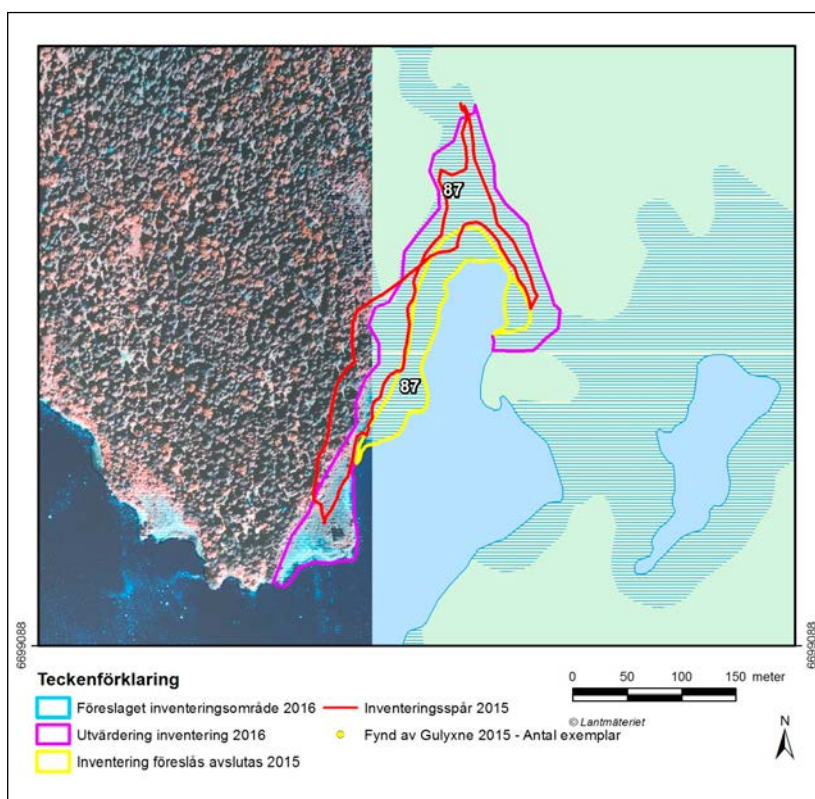 87
87
6699088
6699088
Teckenförklaring
Föreslaget inventeringsområde 2016
Inventeringsspår 2015
Utvärdering inventering 2016
Fynd av Gulyxne 2015 - Antal exemplar
Inventering föreslås avslutas 2015
0 50 100 150 meter
© Lantmäteriet
N